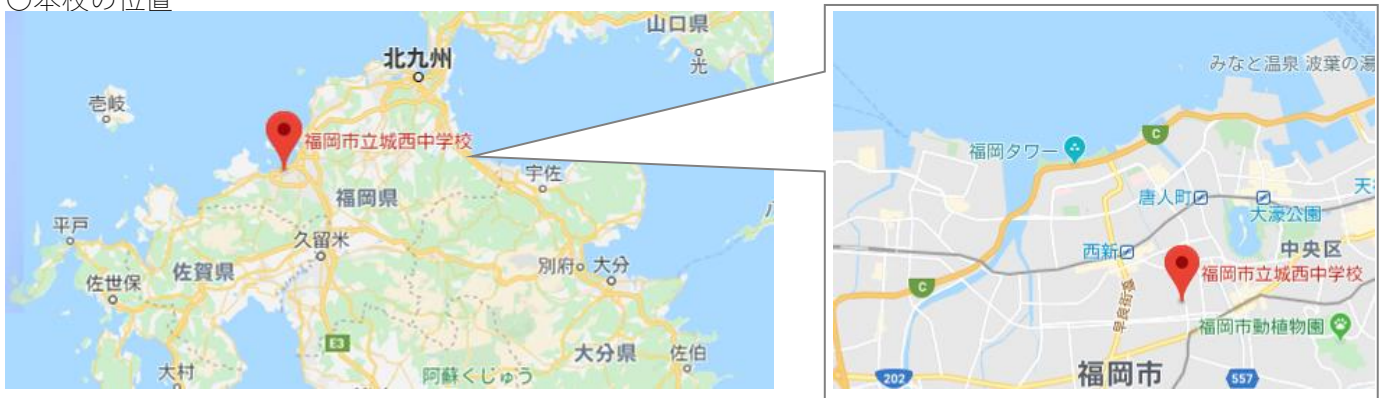 〇本校の位置
山口県
北九州
光
壱岐
福岡市立城西中学校
宇佐
福岡県
平戸
久留米
佐世保
佐賀県
別府
大分
E3
大分県
佐伯
大村
阿蘇くじゅう
みなと温泉 波葉の湯
C
福岡タワー
唐人町
大濠公園
西新
中央区
福岡市立城西中学校
C
早良街道
福岡市動植物園
202
福岡市
557